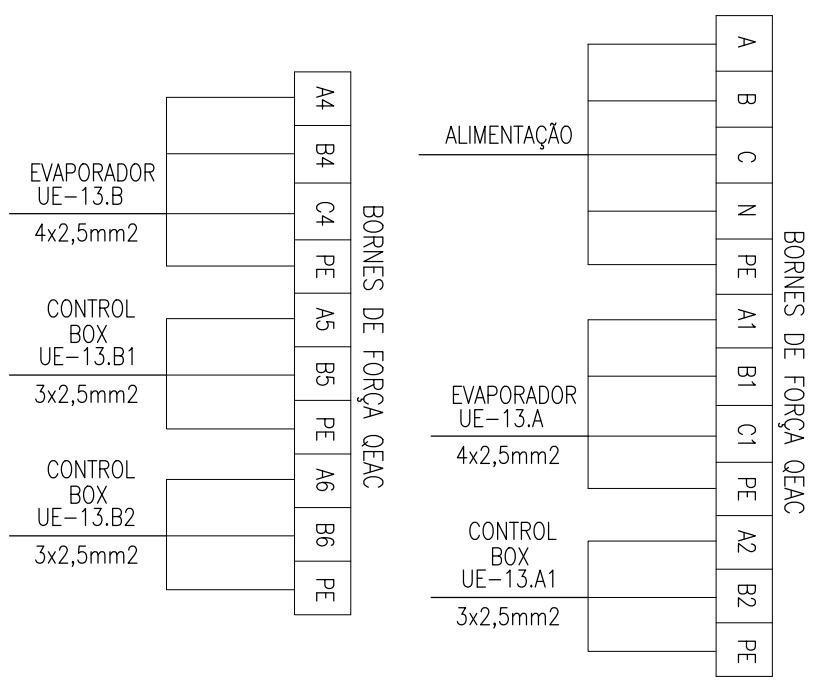 EVAPORADOR
UE-13.B
4x2,5mm2
CONTROL
BOX
UE-13.B1
3x2,5mm2
CONTROL
BOX
UE-13.B2
3x2,5mm2
A4
B4
C4
PE
A5
B5
PE
A6
B6
PE
BORNES DE FORÇA QEAC
ALIMENTAÇÃO
EVAPORADOR
UE-13.A
4x2,5mm2
CONTROL
BOX
UE-13.A1
3x2,5mm2
A
B
C
N
PE
A1
B1
C1
PE
A2
B2
PE
BORNES DE FORÇA QEAC